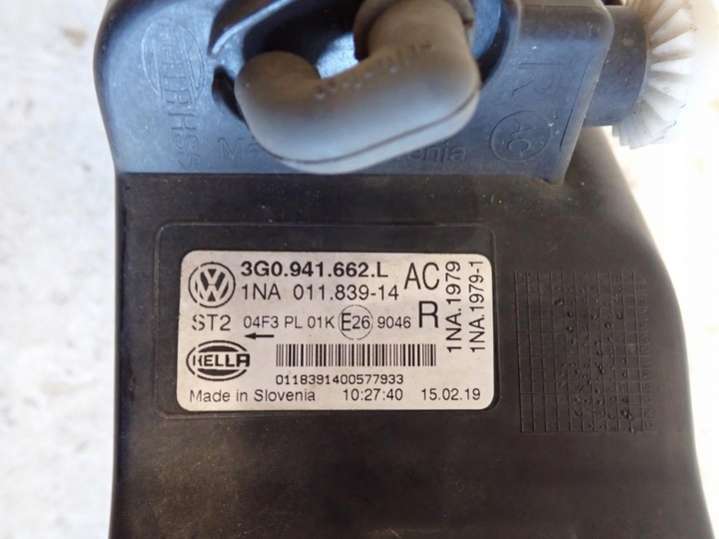 R
AC
3G0.941.662.L
AC
1NA 011.839-14
ST2 04F3 PL 01K E26 9046
R
HELLA
0118391400577933
Made in Slovenia 10:27:40 15.02.19
1NA.1979
1NA.1979-1